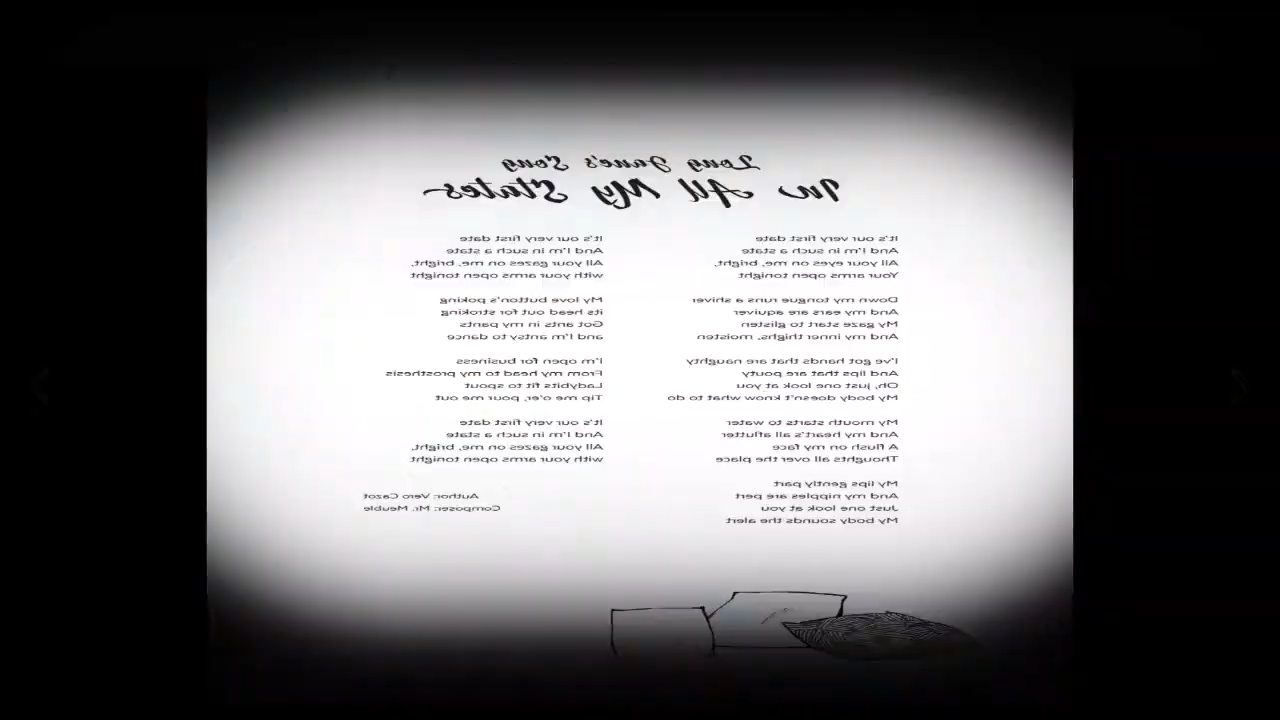 Long Jane's Song
In All My States
It's our very first date
And I'm in such a state
All your eyes on me, bright,
Your arms open tonight
Down my tongue runs a shiver
And my ears are aquiver
My gaze start to glisten
And my inner thighs, moisten
I've got hands that are naughty
And lips that are pouty
Oh, just one look at you
My body doesn't know what to do
My mouth starts to water
And my heart's all aflutter
A flush on my face
Thoughts all over the place
My lips gently part
And my nipples are pert
Just one look at you
My body sounds the alert
It's our very first date
And I'm in such a state
All your gazes on me, bright,
with your arms open tonight
My love button's poking
its head out for stroking
Got ants in my pants
and I'm antsy to dance
I'm open for business
From my head to my prosthesis
Ladybits fit to spout
Tip me o'er, pour me out
It's our very first date
And I'm in such a state
All your gazes on me, bright,
with your arms open tonight
Author: Vero Cazot
Composer: Mr. Meuble